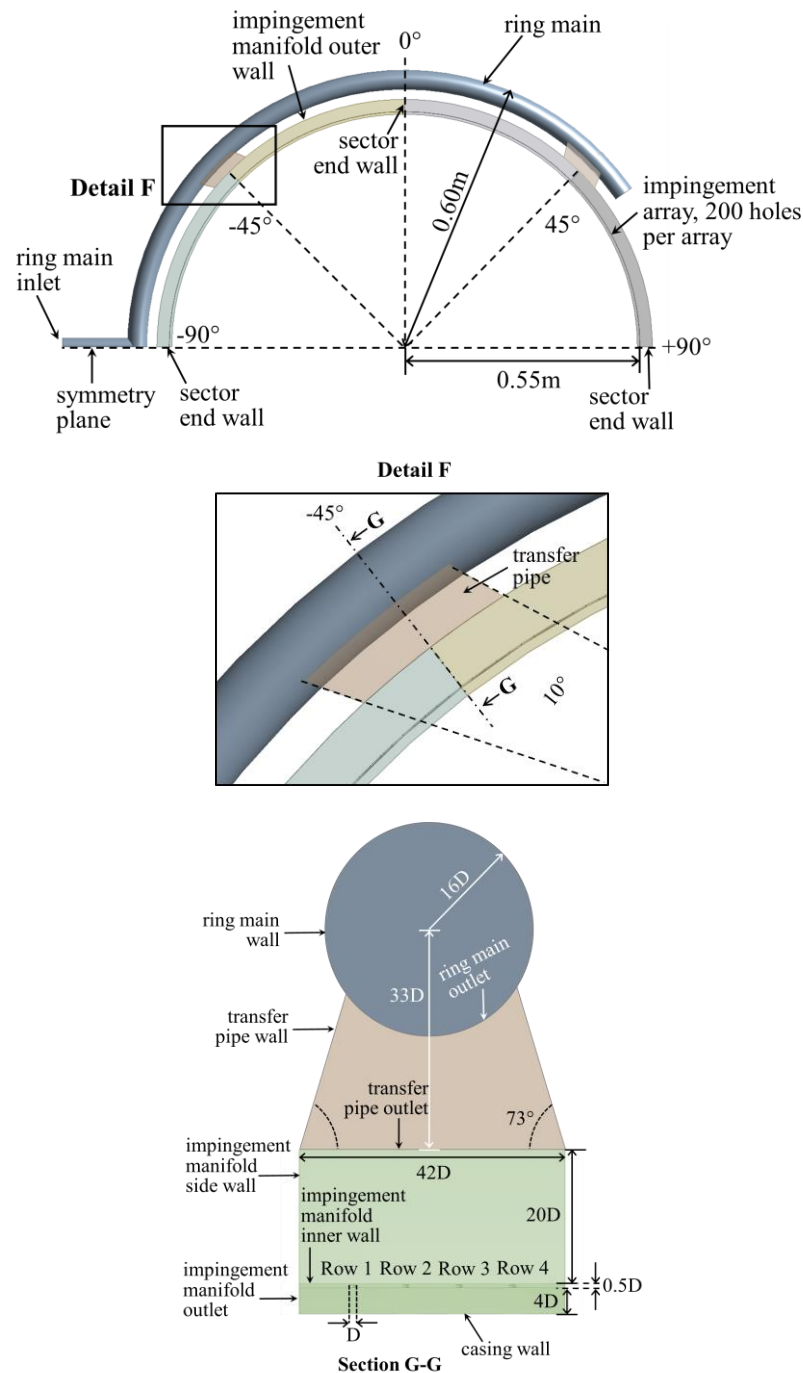 impingement
manifold outer
wall
0°
ring main
sector
end wall
Detail F
-45°
0.60m
45°
impingement
array, 200 holes
per array
ring main
inlet
-90°
+90°
symmetry
plane
sector
end wall
0.55m
sector
end wall
Detail F
-45°
G
transfer
pipe
G
10°
16D
ring main
wall
ring main
outlet
33D
transfer
pipe wall
transfer
pipe outlet
73°
impingement
manifold
side wall
42D
impingement
manifold
inner wall
20D
Row 1 Row 2 Row 3 Row 4
impingement
manifold
outlet
0.5D
4D
D
casing wall
Section G-G